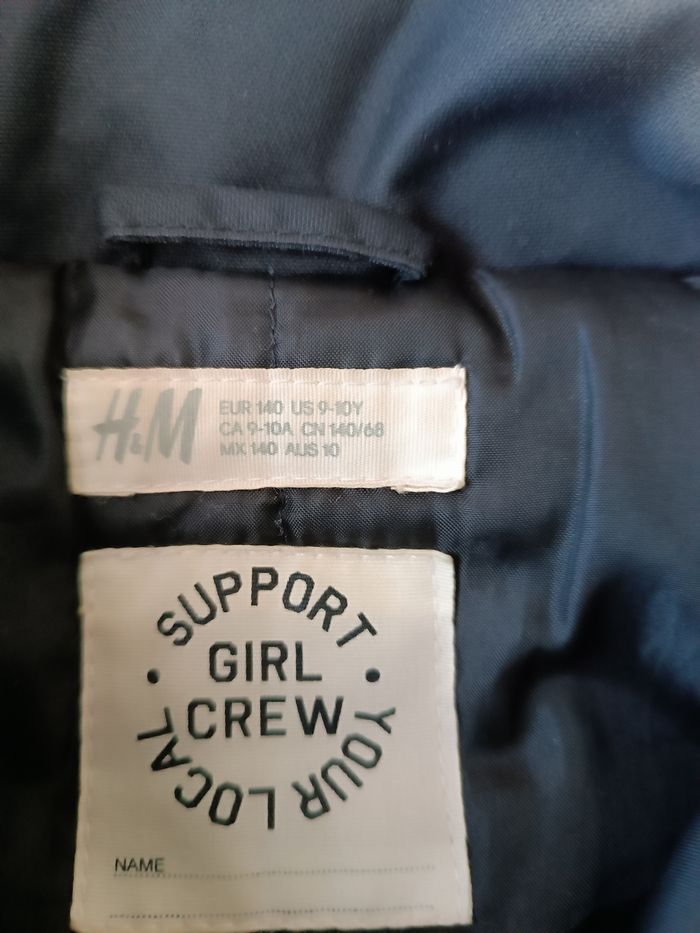 H&M
EUR 140 US 9-10Y
CA 9-10A CN 140/68
MX 140 AUS 10
SUPPORT
GIRL
CREW
YOUR LOCAL
NAME